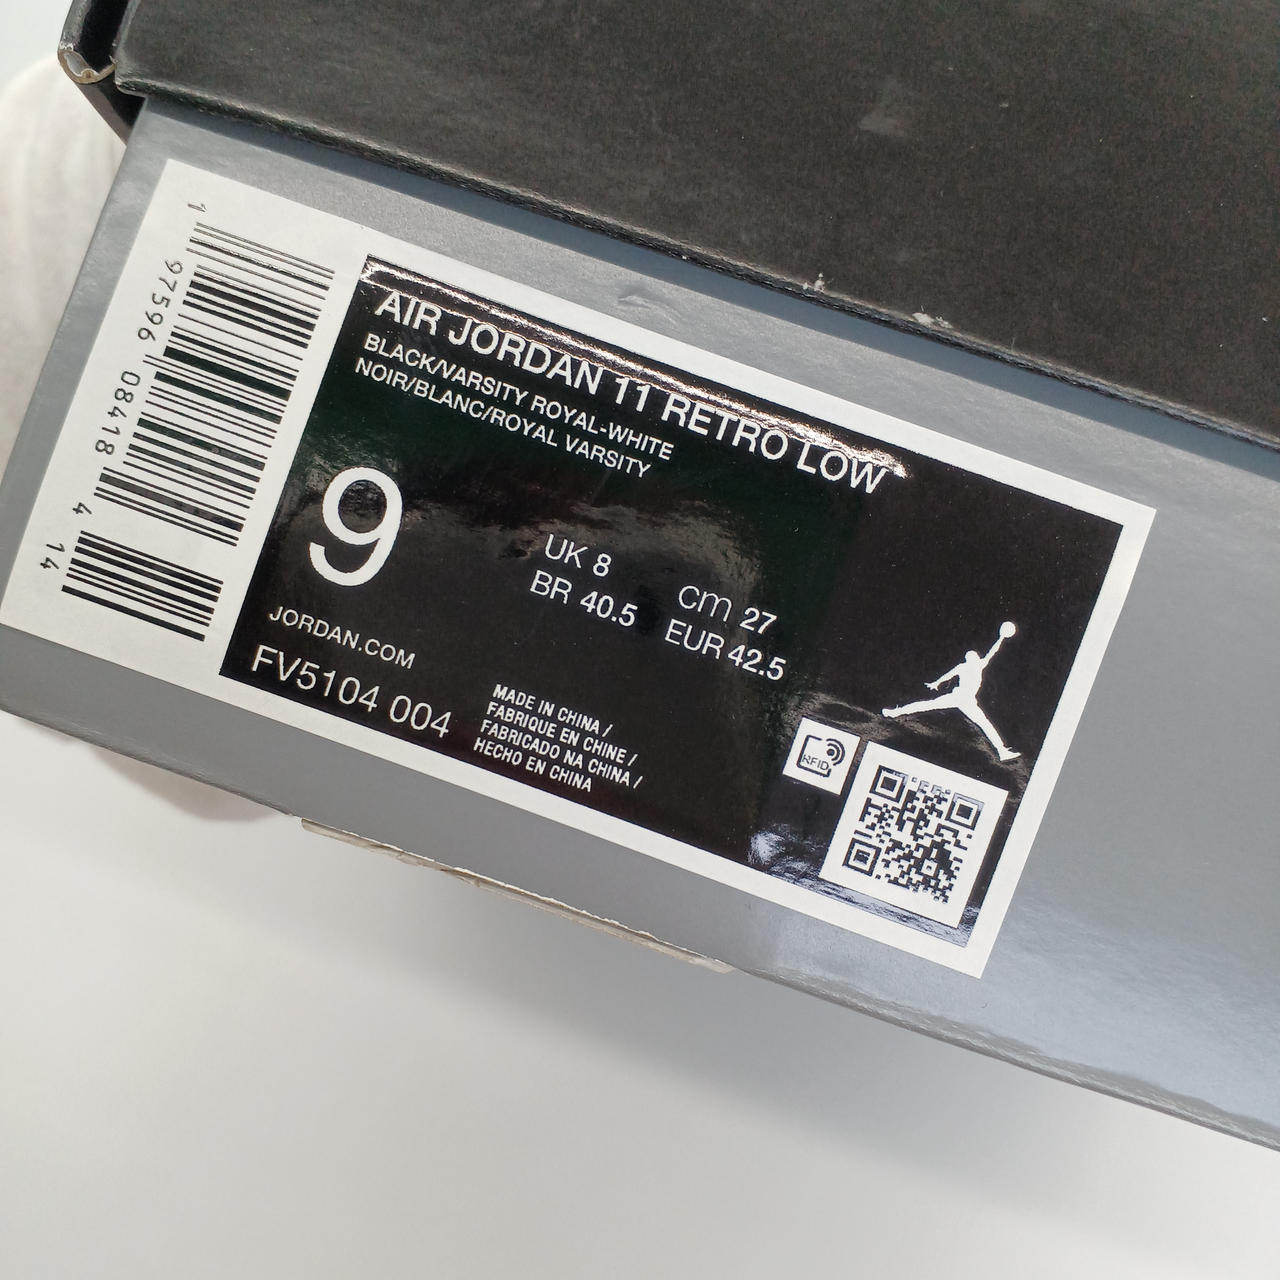 AIR JORDAN 11 RETRO LOW
BLACK/VARSITY ROYAL-WHITE
NOIR/BLANC/ROYAL VARSITY
9
UK 8
cm 27
BR 40.5
EUR 42.5
JORDAN.COM
FV5104 004
MADE IN CHINA /
FABRIQUE EN CHINE /
FABRICADO NA CHINA /
HECHO EN CHINA
RFID
1 97596 08418 4 14